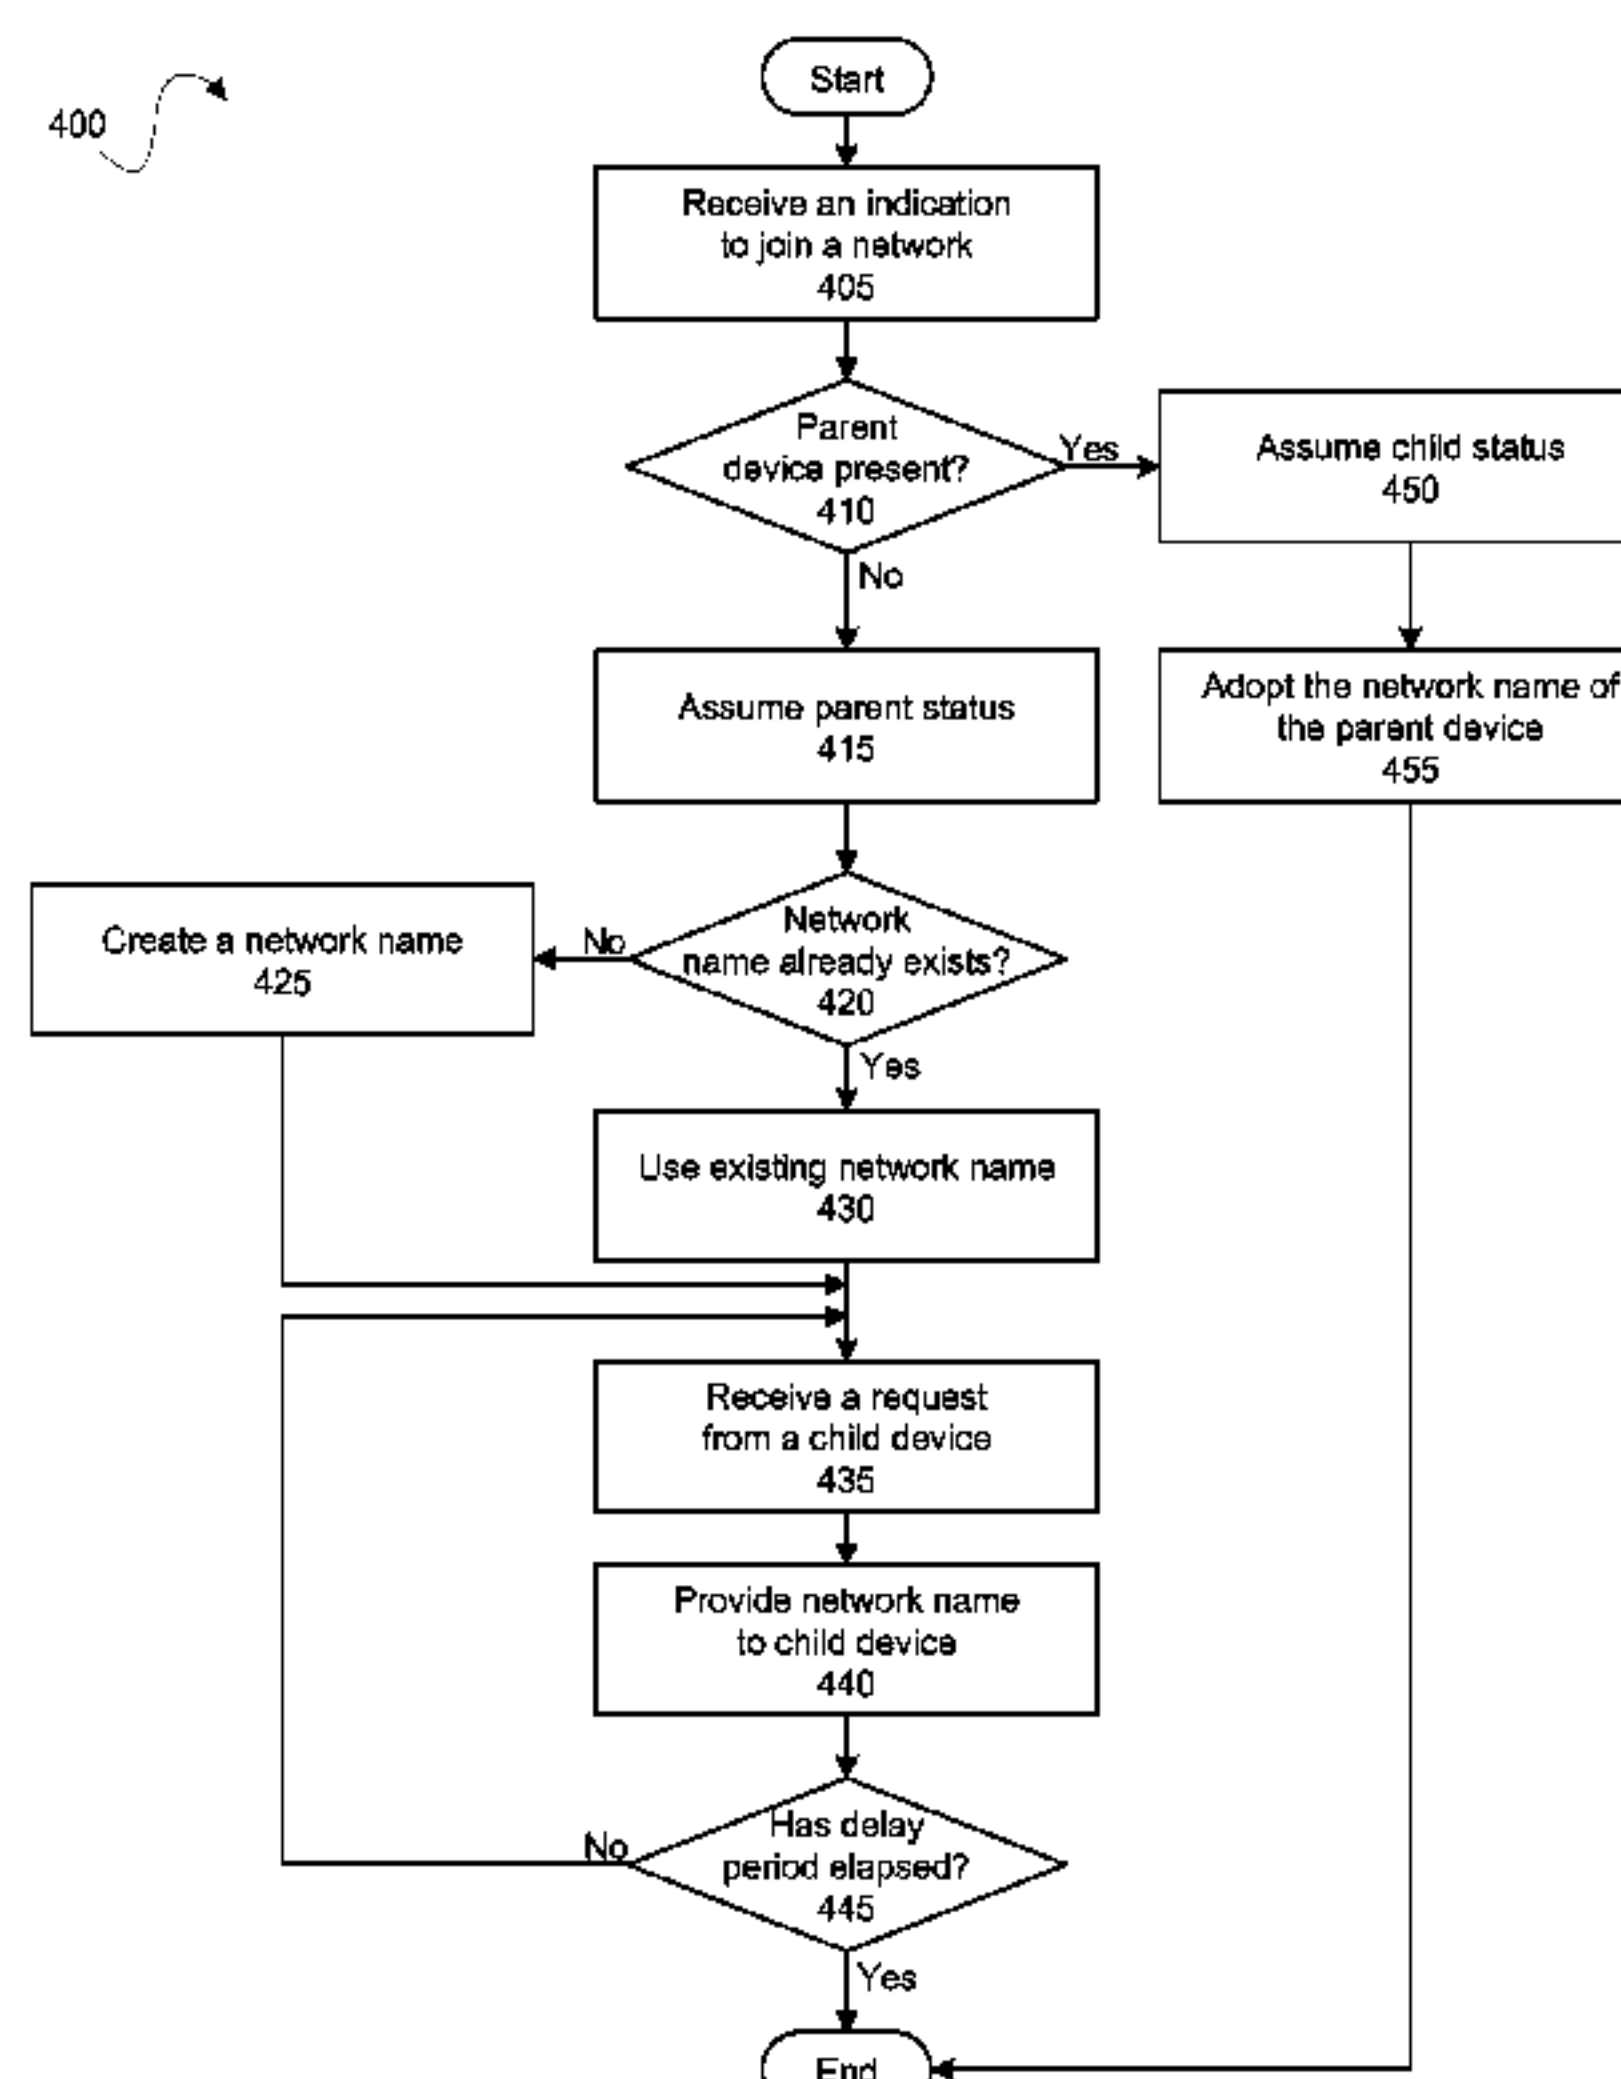 400
Start
Receive an indication
to join a network
405
Parent
device present?
410
Yes
No
Assume child status
450
Assume parent status
415
Adopt the network name of
the parent device
455
Network
name already exists?
420
No
Yes
Create a network name
425
Use existing network name
430
Receive a request
from a child device
435
Provide network name
to child device
440
Has delay
period elapsed?
445
No
Yes
End